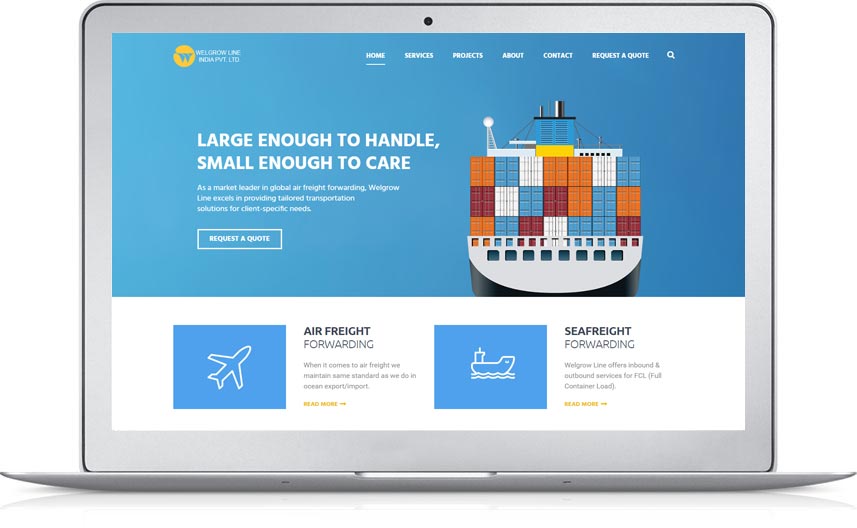 WELGROW LINE
INDIA PVT. LTD.
HOME SERVICES PROJECTS ABOUT CONTACT REQUEST A QUOTE
LARGE ENOUGH TO HANDLE,
SMALL ENOUGH TO CARE
As a market leader in global air freight forwarding, Welgrow
Line excels in providing tailored transportation
solutions for client-specific needs.
REQUEST A QUOTE
AIR FREIGHT
FORWARDING
When it comes to air freight we
maintain same standard as we do in
ocean export/import.
READ MORE
SEAFREIGHT
FORWARDING
Welgrow Line offers inbound &
outbound services for FCL (Full
Container Load).
READ MORE